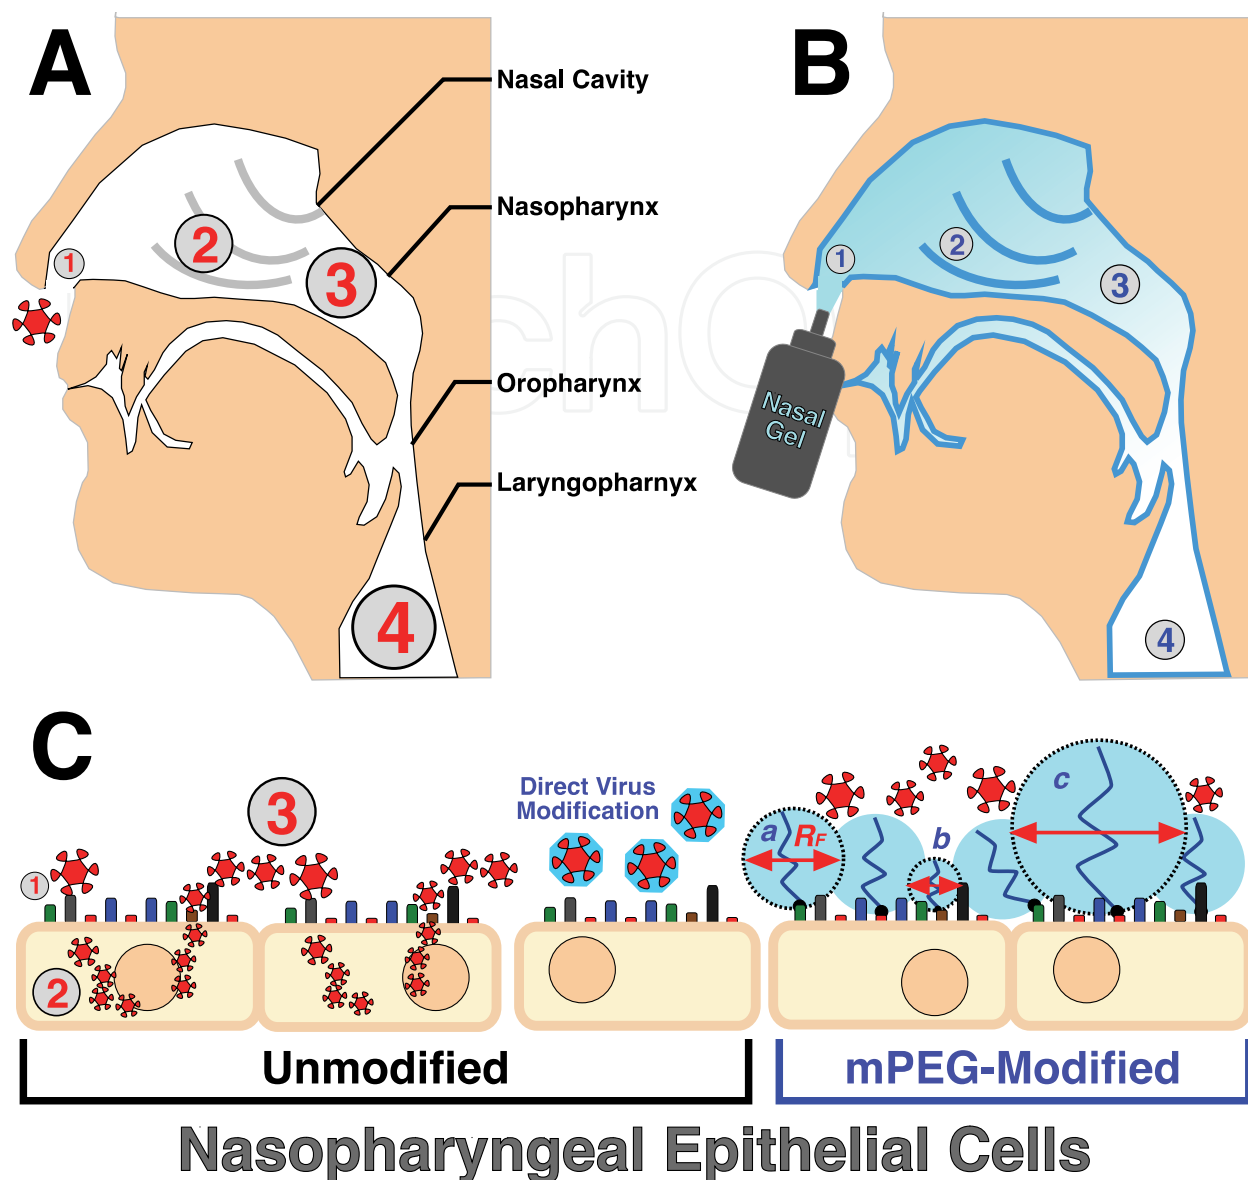 A
B
Nasal Cavity
Nasopharynx
Oropharynx
Laryngopharnyx
1
2
3
4
1
2
3
4
Nasal
Gel
C
3
1
2
Direct Virus
Modification
a
RF
b
c
Unmodified
mPEG-Modified
Nasopharyngeal Epithelial Cells